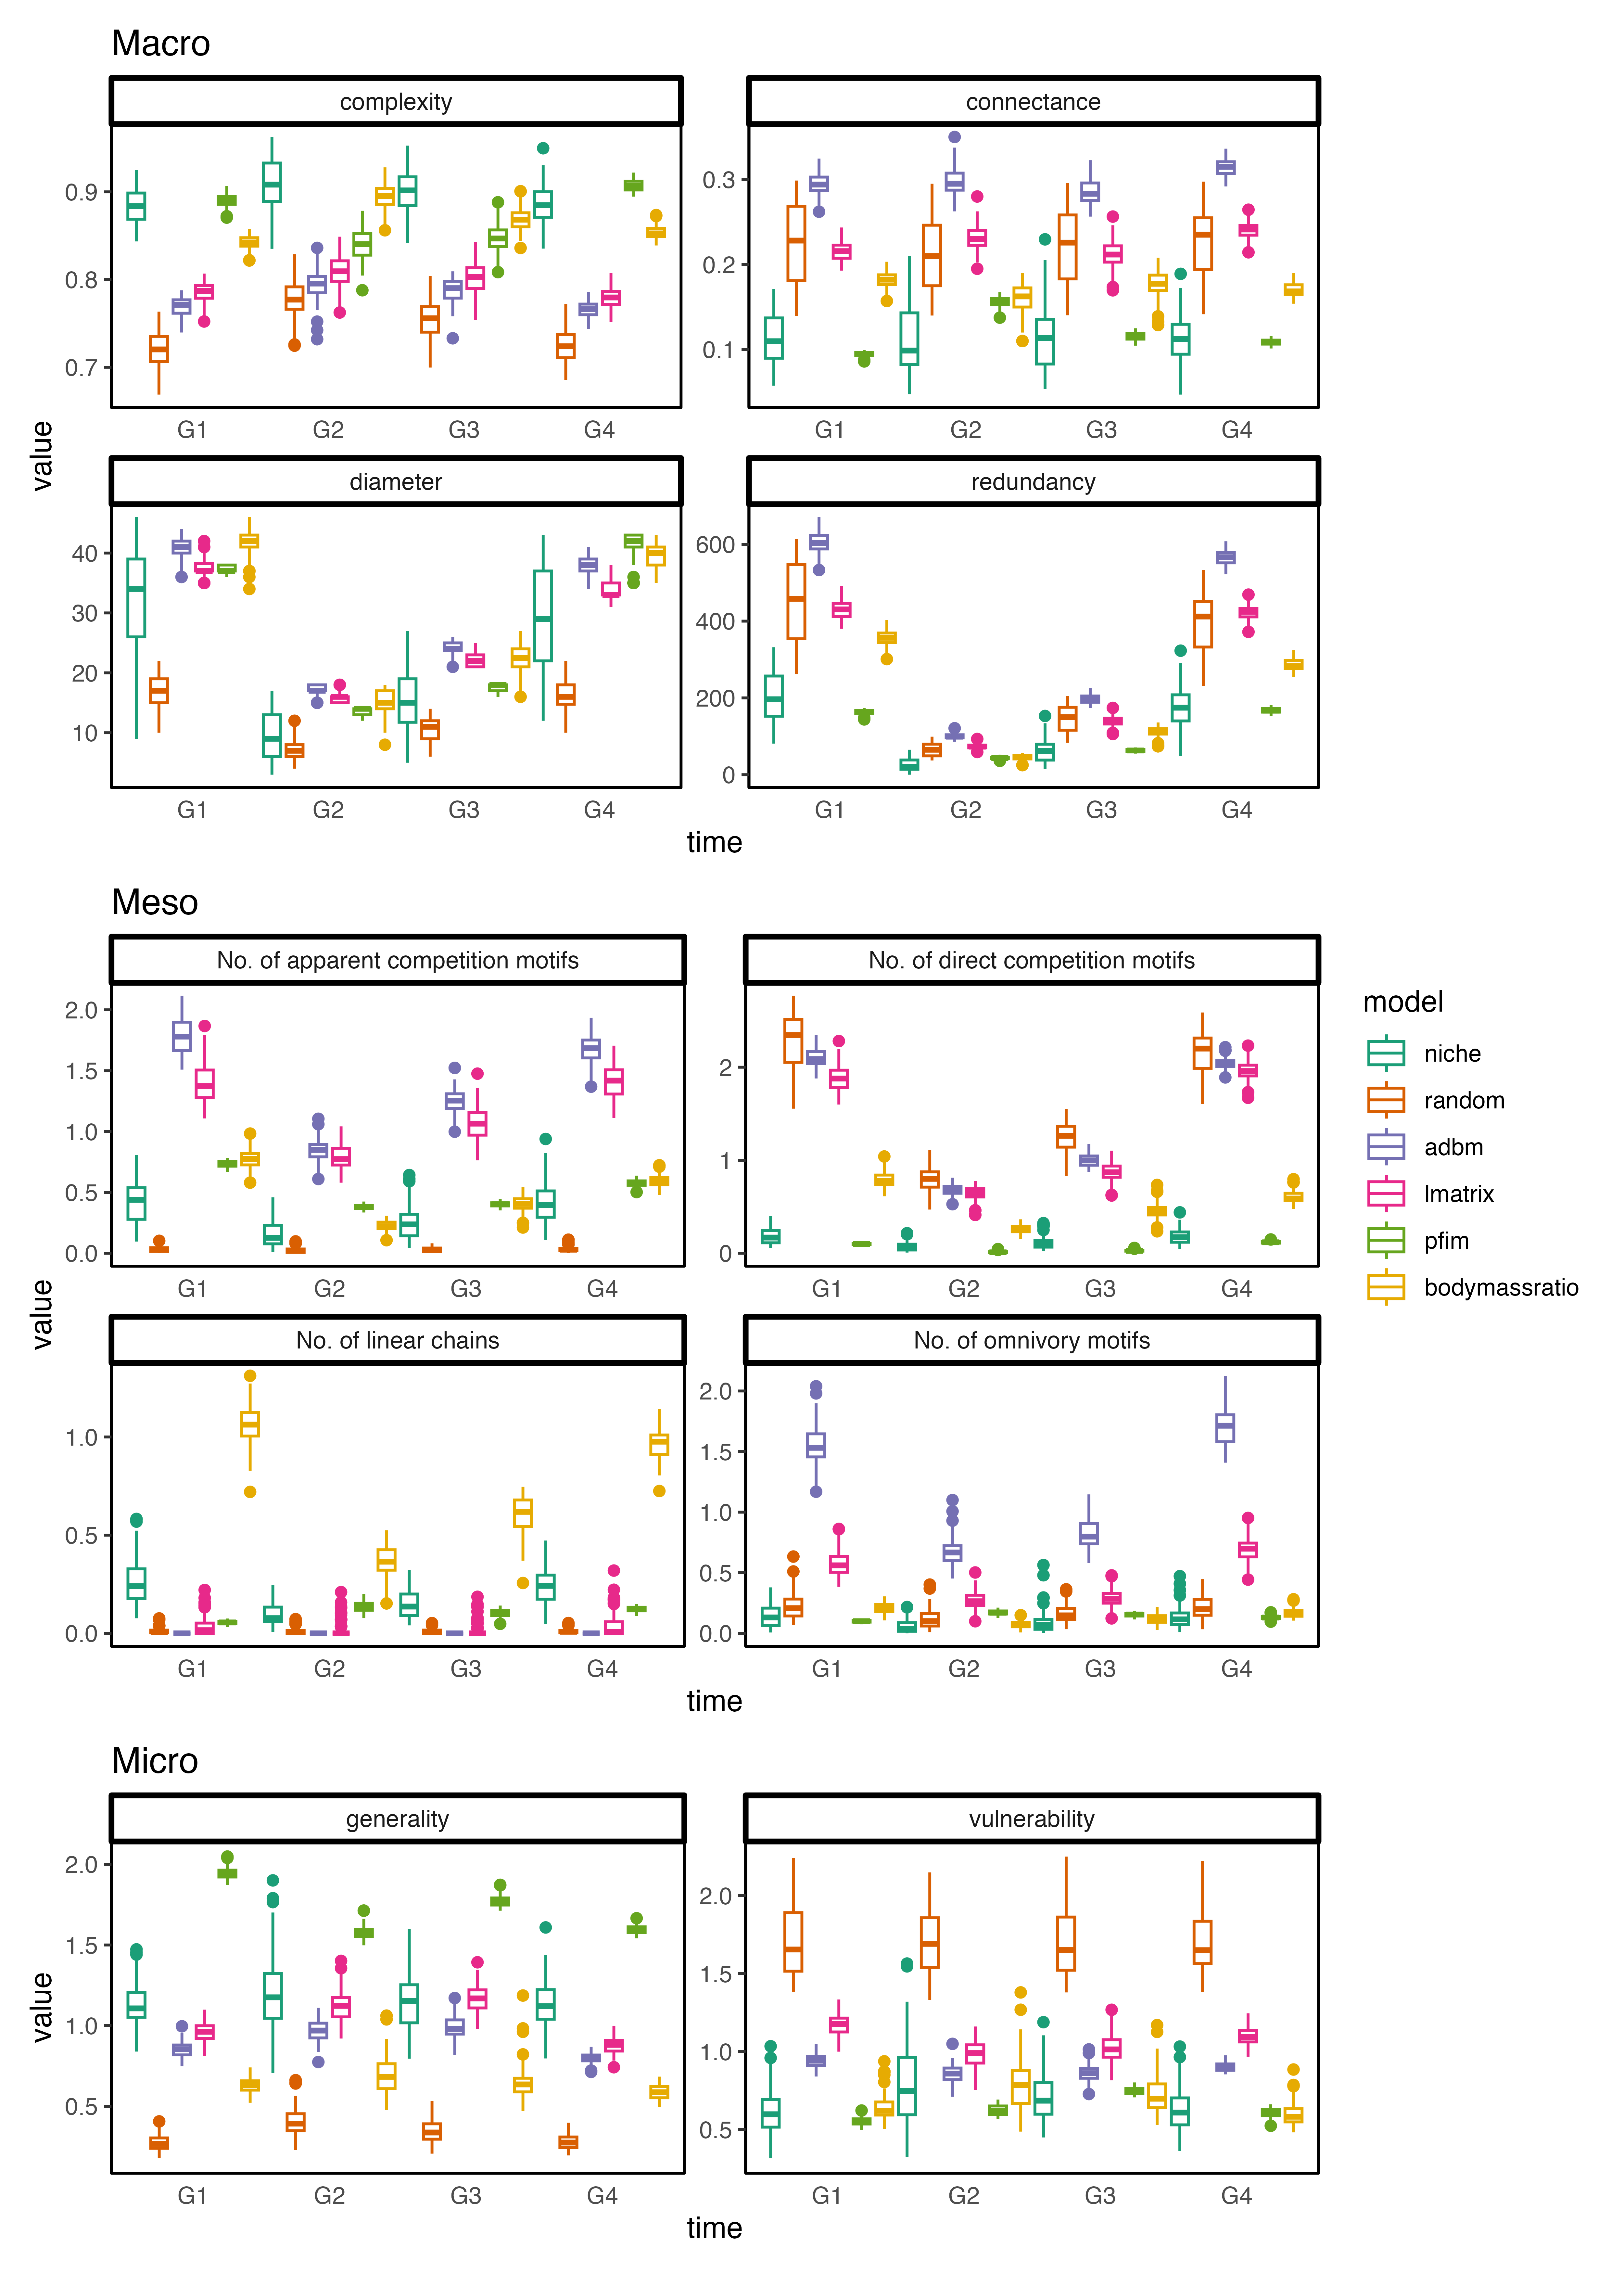 Macro
complexity
connectance
0.9
0.8
0.7
0.3
0.2
0.1
G1 G2 G3 G4
G1 G2 G3 G4
value
diameter
redundancy
40
30
20
10
600
400
200
0
G1 G2 G3 G4
G1 G2 G3 G4
time
Meso
No. of apparent competition motifs
No. of direct competition motifs
2.0
1.5
1.0
0.5
0.0
2
1
0
G1 G2 G3 G4
G1 G2 G3 G4
value
No. of linear chains
No. of omnivory motifs
1.0
0.5
0.0
2.0
1.5
1.0
0.5
0.0
G1 G2 G3 G4
G1 G2 G3 G4
time
model
niche
random
adbm
lmatrix
pfim
bodymassratio
Micro
generality
vulnerability
2.0
1.5
1.0
0.5
2.0
1.5
1.0
0.5
value
G1 G2 G3 G4
G1 G2 G3 G4
time